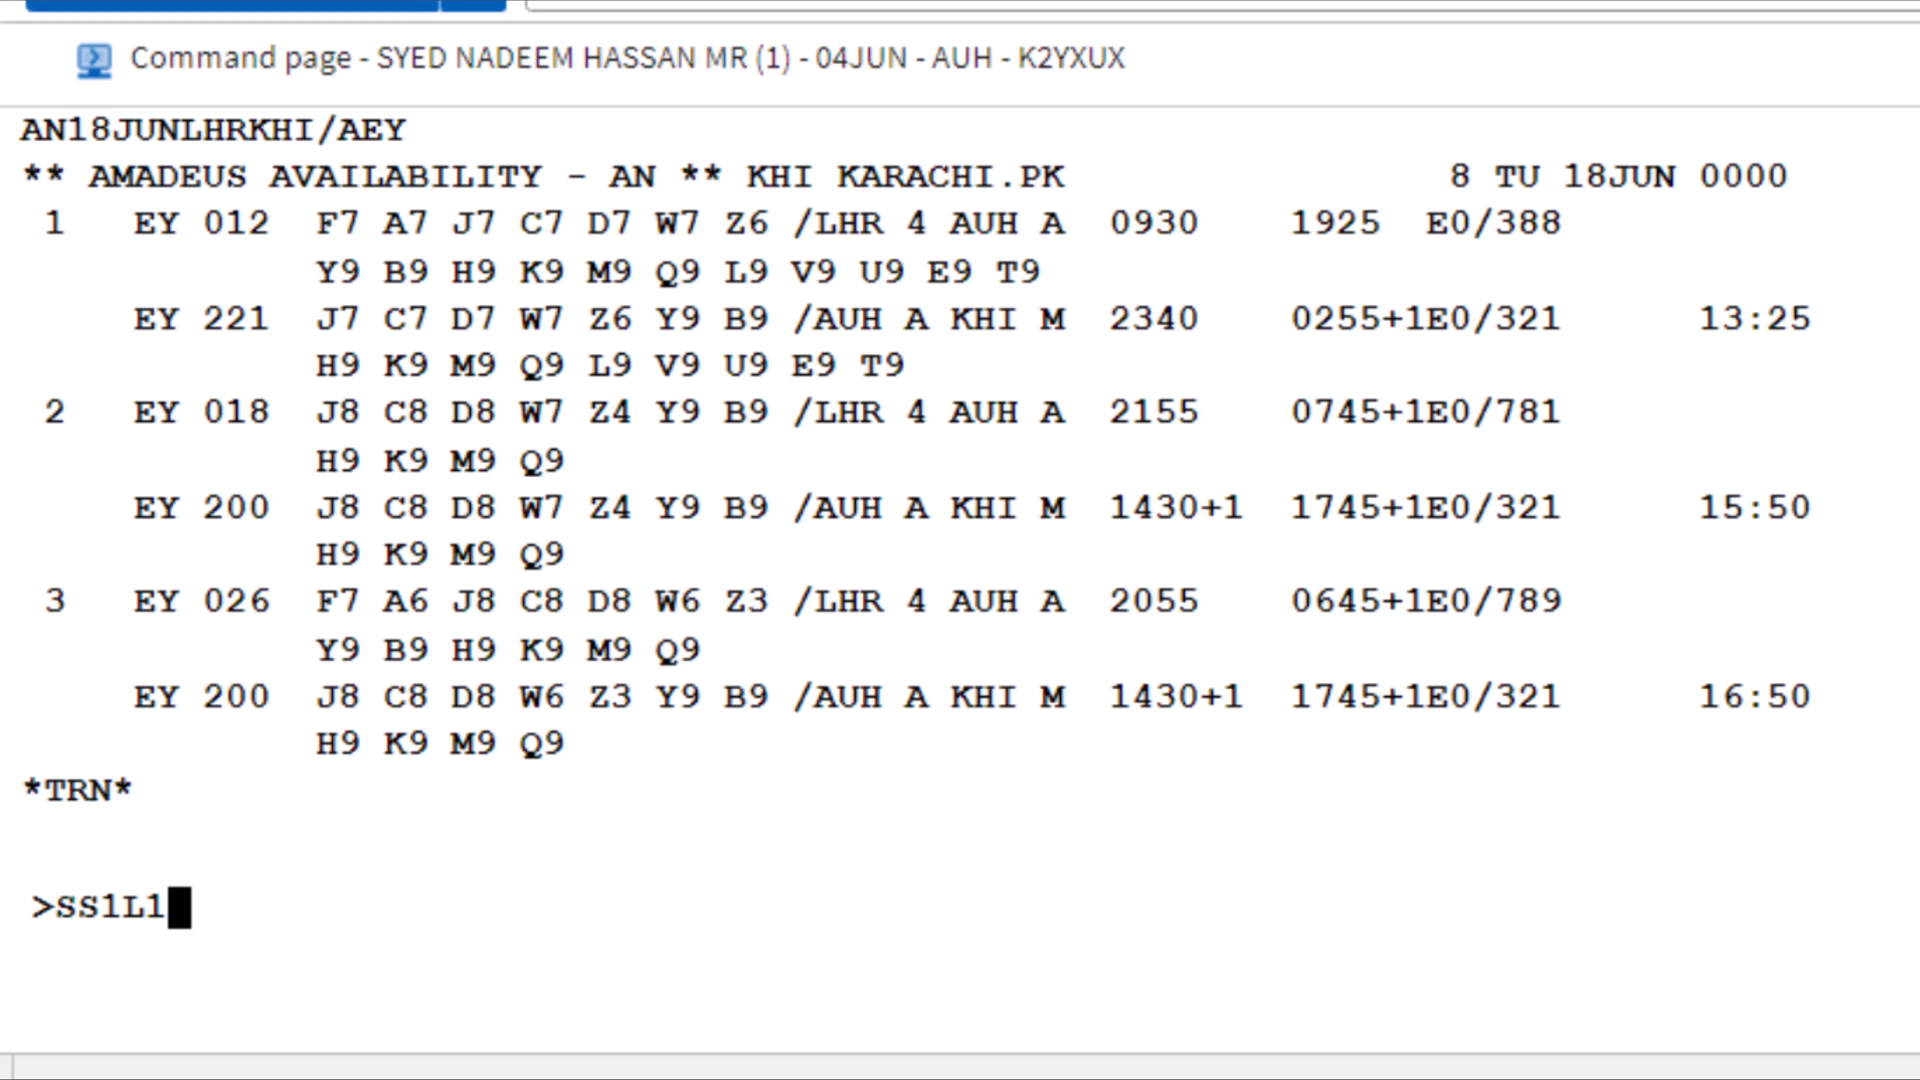 Command page - SYED NADEEM HASSAN MR (1) - 04JUN - AUH - K2YXUX
AN18JUNLHRKHI/AEY
** AMADEUS AVAILABILITY - AN ** KHI KARACHI.PK 8 TU 18JUN 0000
1 EY 012 F7 A7 J7 C7 D7 W7 Z6 /LHR 4 AUH A 0930 1925 E0/388
Y9 B9 H9 K9 M9 Q9 L9 V9 U9 E9 T9
EY 221 J7 C7 D7 W7 Z6 Y9 B9 /AUH A KHI M 2340 0255+1E0/321 13:25
H9 K9 M9 Q9 L9 V9 U9 E9 T9
2 EY 018 J8 C8 D8 W7 Z4 Y9 B9 /LHR 4 AUH A 2155 0745+1E0/781
H9 K9 M9 Q9
EY 200 J8 C8 D8 W7 Z4 Y9 B9 /AUH A KHI M 1430+1 1745+1E0/321 15:50
H9 K9 M9 Q9
3 EY 026 F7 A6 J8 C8 D8 W6 Z3 /LHR 4 AUH A 2055 0645+1E0/789
Y9 B9 H9 K9 M9 Q9
EY 200 J8 C8 D8 W6 Z3 Y9 B9 /AUH A KHI M 1430+1 1745+1E0/321 16:50
H9 K9 M9 Q9
*TRN*
>SS1L1